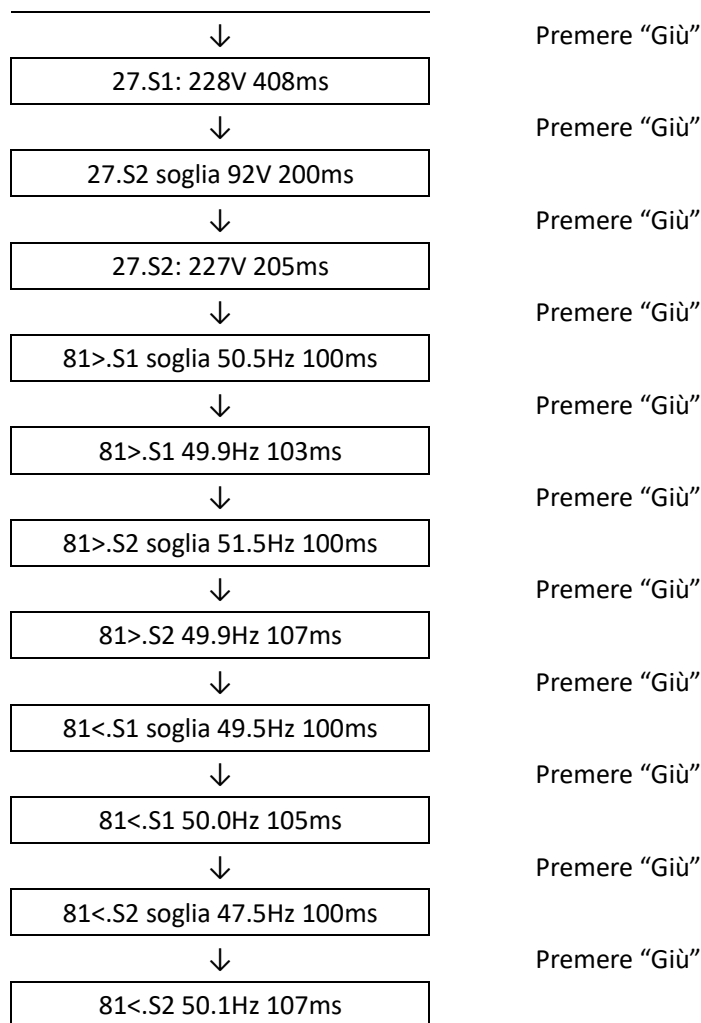 ↓ Premere “Giù”
27.S1: 228V 408ms
↓ Premere “Giù”
27.S2 soglia 92V 200ms
↓ Premere “Giù”
27.S2: 227V 205ms
↓ Premere “Giù”
81>.S1 soglia 50.5Hz 100ms
↓ Premere “Giù”
81>.S1 49.9Hz 103ms
↓ Premere “Giù”
81>.S2 soglia 51.5Hz 100ms
↓ Premere “Giù”
81>.S2 49.9Hz 107ms
↓ Premere “Giù”
81<.S1 soglia 49.5Hz 100ms
↓ Premere “Giù”
81<.S1 50.0Hz 105ms
↓ Premere “Giù”
81<.S2 soglia 47.5Hz 100ms
↓ Premere “Giù”
81<.S2 50.1Hz 107ms